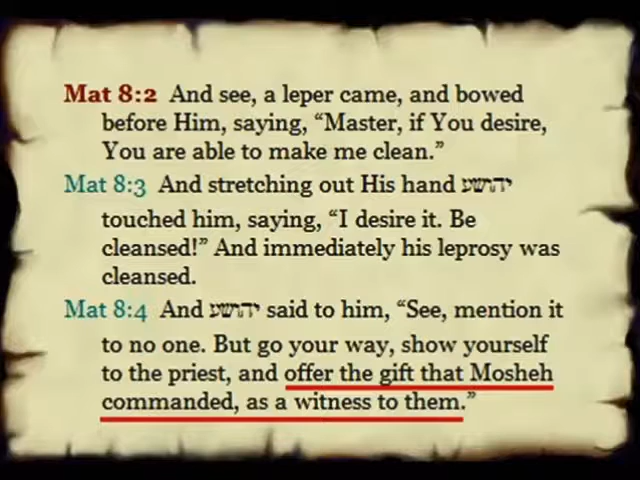 Mat 8:2 And see, a leper came, and bowed
before Him, saying, “Master, if You desire,
You are able to make me clean.”
Mat 8:3 And stretching out His hand יהושע
touched him, saying, “I desire it. Be
cleansed!” And immediately his leprosy was
cleansed.
Mat 8:4 And יהושע said to him, “See, mention it
to no one. But go your way, show yourself
to the priest, and offer the gift that Mosheh
commanded, as a witness to them.”